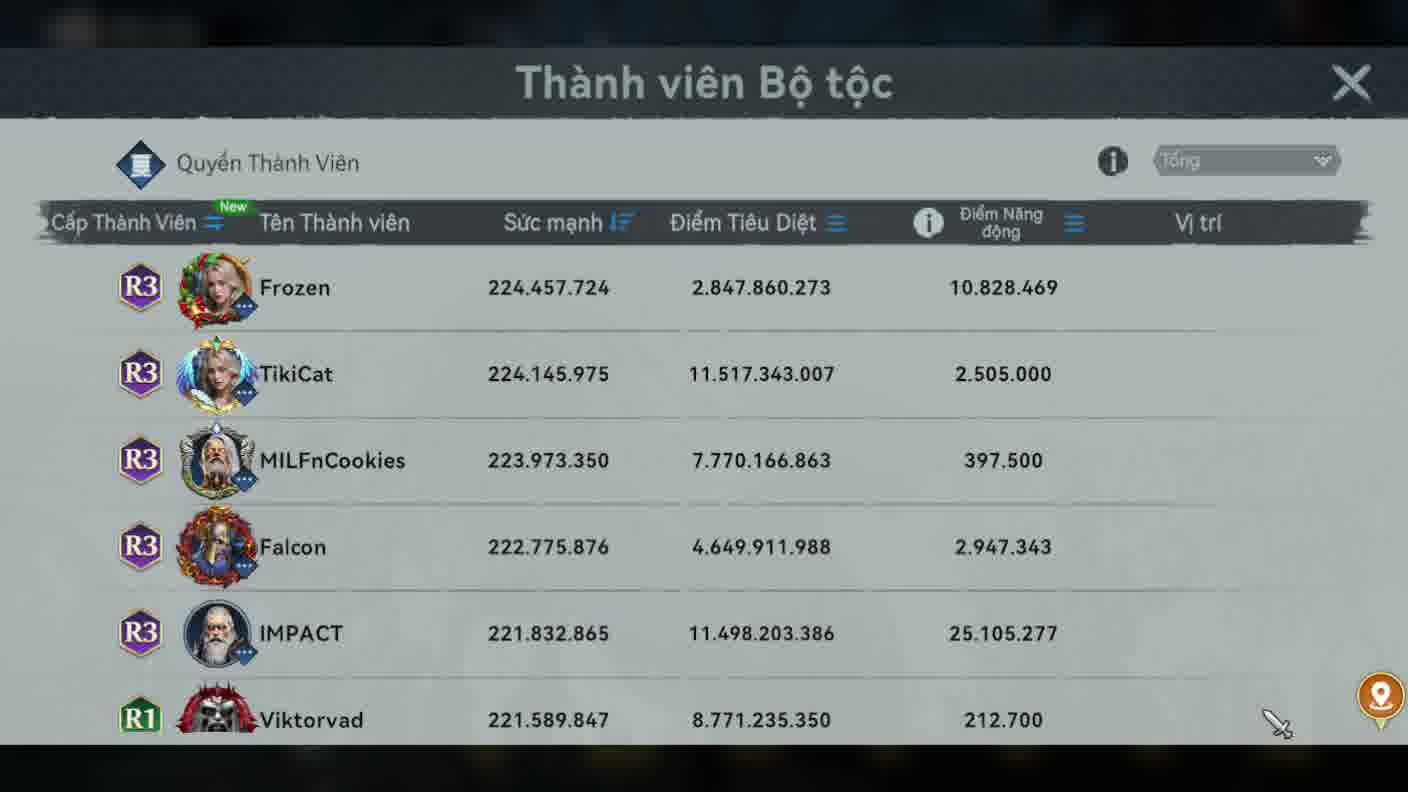 Thành viên Bộ tộc
Quyển Thành Viên
Tổng
New
Cấp Thành Viên Tên Thành viên Sức mạnh Điểm Tiêu Diệt Điểm Năng động Vị trí
R3 Frozen 224.457.724 2.847.860.273 10.828.469
R3 TikiCat 224.145.975 11.517.343.007 2.505.000
R3 MILFnCookies 223.973.350 7.770.166.863 397.500
R3 Falcon 222.775.876 4.649.911.988 2.947.343
R3 IMPACT 221.832.865 11.498.203.386 25.105.277
R1 Viktorvad 221.589.847 8.771.235.350 212.700